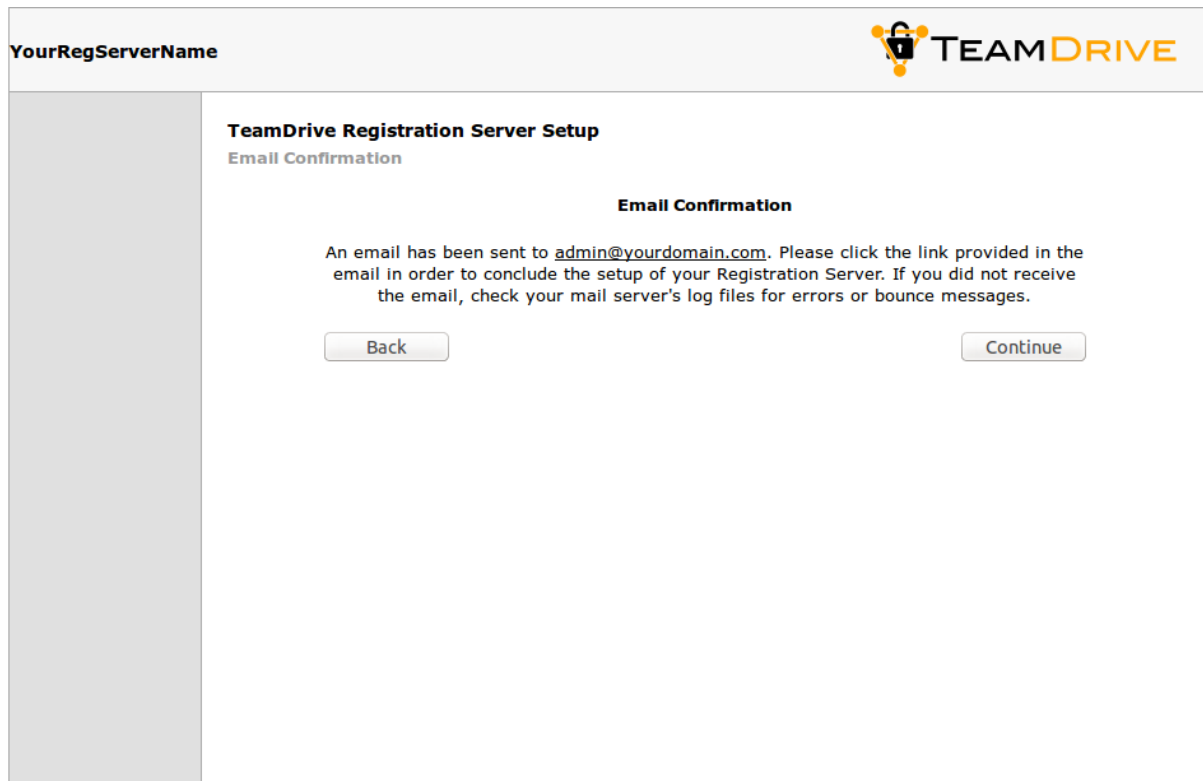 YourRegServerName
TEAMDRIVE
TeamDrive Registration Server Setup
Email Confirmation
Email Confirmation
An email has been sent to admin@yourdomain.com. Please click the link provided in the
email in order to conclude the setup of your Registration Server. If you did not receive
the email, check your mail server's log files for errors or bounce messages.
Back
Continue